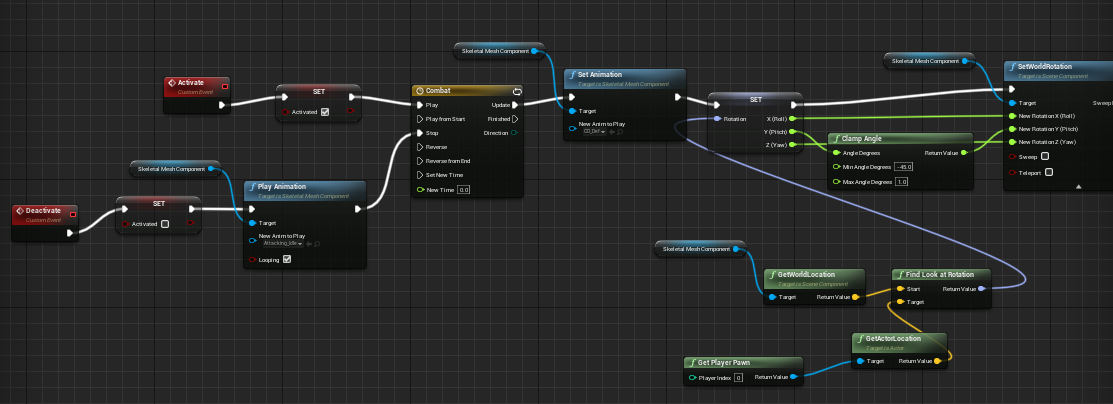 Skeletal Mesh Component
Activate
Custom Event
SET
Activated
Combat
Play
Play from Start
Stop
Reverse
Reverse from End
Set New Time
New Time 0.0
Update
Finished
Direction
Set Animation
Target is Skeletal Mesh Component
Target
New Anim to Play
SET
Rotation
X (Roll)
Y (Pitch)
Z (Yaw)
Skeletal Mesh Component
SetWorldRotation
Target is Scene Component
Target
New Rotation X (Roll)
New Rotation Y (Pitch)
New Rotation Z (Yaw)
Sweep
Teleport
Clamp Angle
Angle Degrees
Return Value
Min Angle Degrees -45.0
Max Angle Degrees 1.0
Skeletal Mesh Component
Deactivate
Custom Event
SET
Activated
Play Animation
Target is Skeletal Mesh Component
Target
New Anim to Play
Attacking_Idle
Looping
Skeletal Mesh Component
GetWorldLocation
Target is Scene Component
Target
Return Value
Find Look at Rotation
Start
Return Value
Target
GetActorLocation
Target is Actor
Target
Return Value
Get Player Pawn
Player Index 0
Return Value